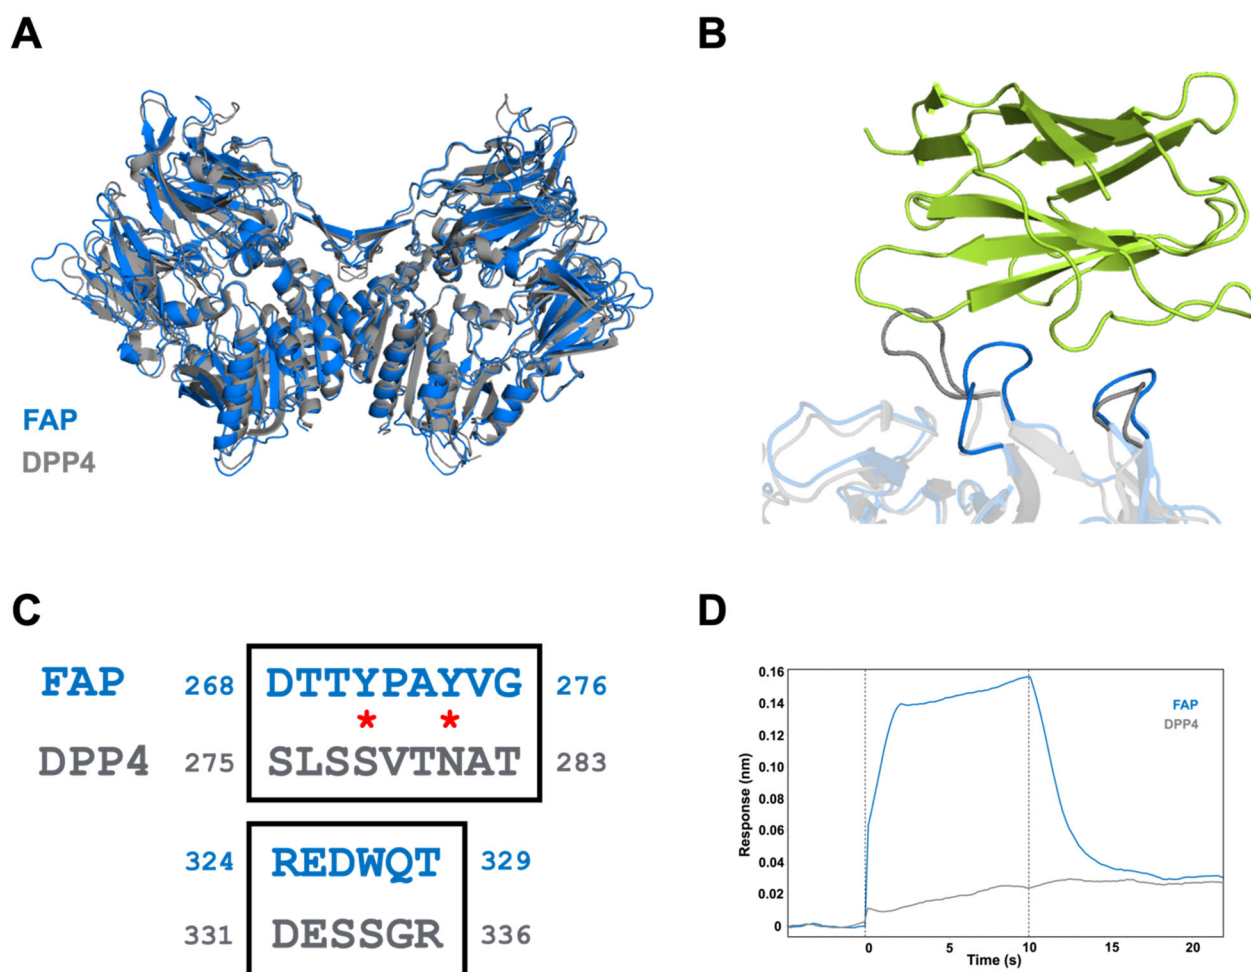 A
B
FAP
DPP4
C
FAP 268 DTTYPAYVG 276
* *
DPP4 275 SLSSVTNAT 283
324 REDWQT 329
331 DESSGR 336
D
0.16
0.14
0.12
0.10
0.08
0.06
0.04
0.02
0
Response (nm)
FAP
DPP4
0 5 10 15 20
Time (s)